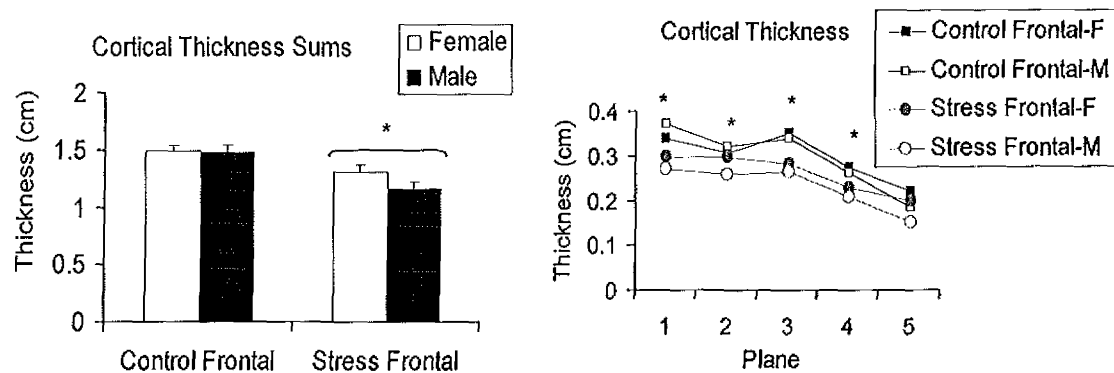 Cortical Thickness Sums
Female
Male
Thickness (cm)
2
1.5
1
0.5
0
*
Control Frontal
Stress Frontal
Cortical Thickness
Control Frontal-F
Control Frontal-M
Stress Frontal-F
Stress Frontal-M
Thickness (cm)
0.4
0.3
0.2
0.1
0
* * * *
1 2 3 4 5
Plane